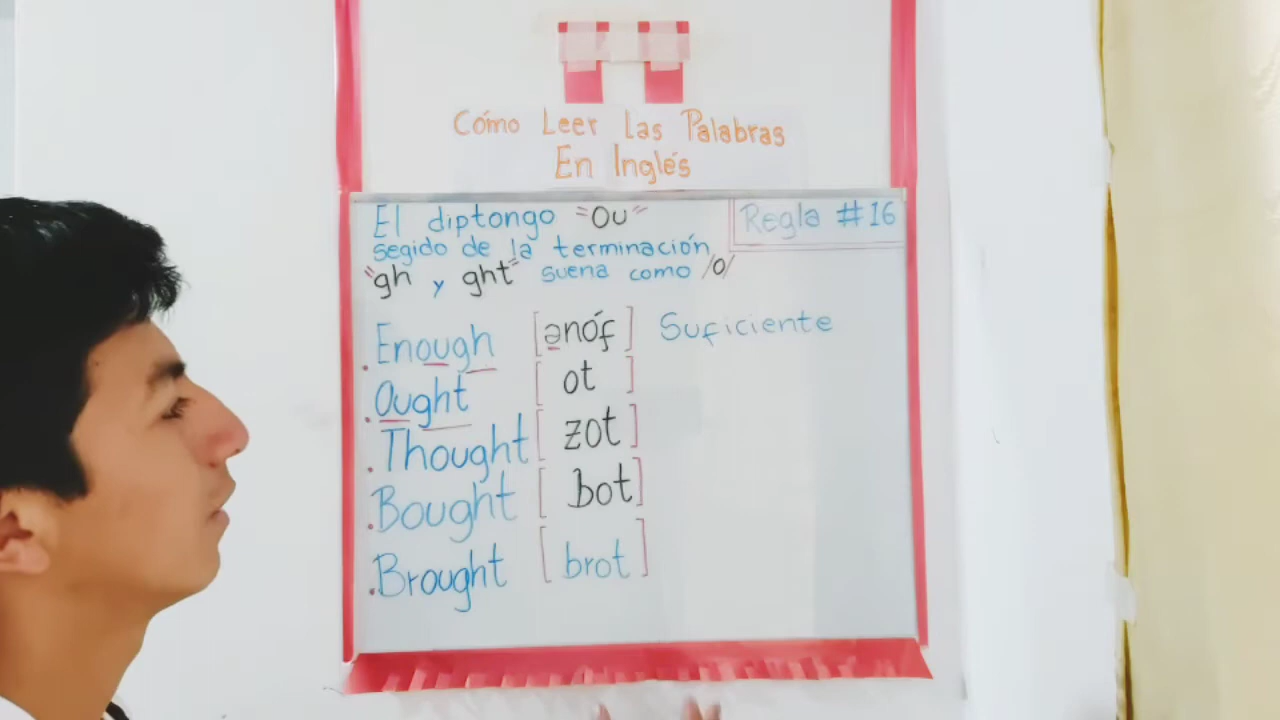 Cómo Leer Las Palabras
En Inglés
El diptongo "Ou"
segido de la terminación
"gh y ght" suena como /o/
Regla #16
.Enough [ənóf] Suficiente
.Ought [ot]
.Thought [zot]
.Bought [bot]
.Brought [brot]